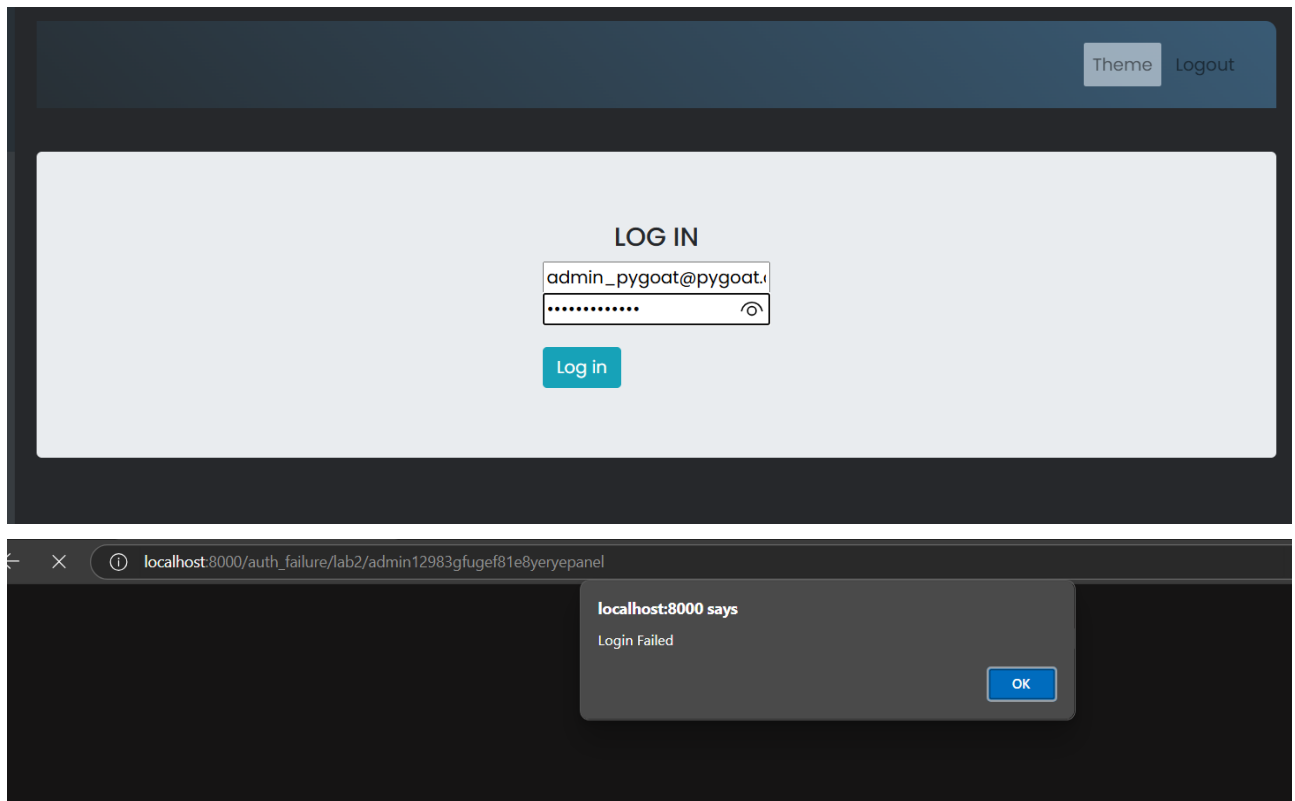 Theme Logout
LOG IN
admin_pygoat@pygoat.
Log in
localhost:8000/auth_failure/lab2/admin12983gfugef81e8yeryepanel
localhost:8000 says
Login Failed
OK